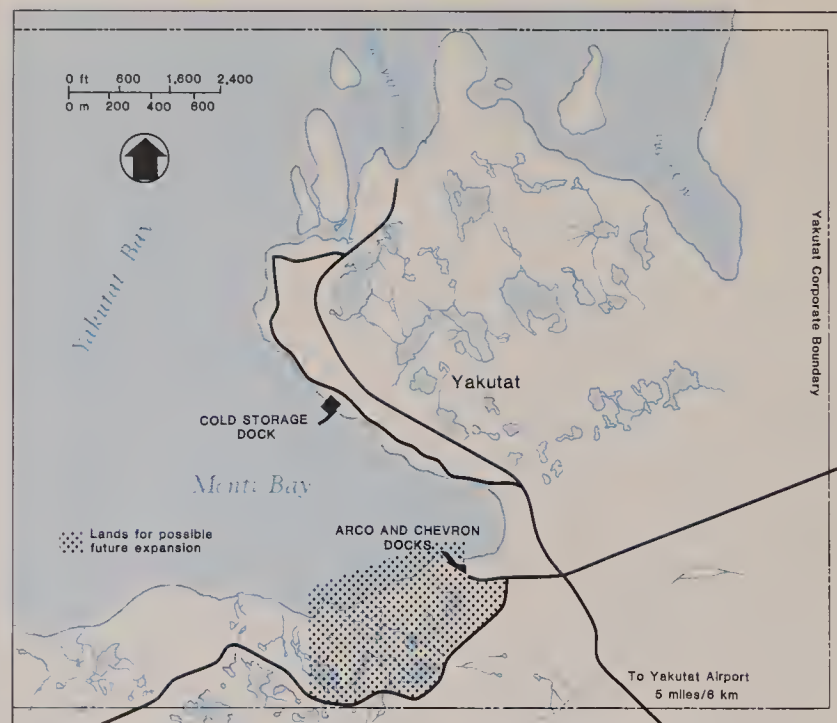 0 ft 600 1,600 2,400
0 m 200 400 800
Yakutat Bay
Yakutat Corporate Boundary
Yakutat
COLD STORAGE
DOCK
Monti Bay
ARCO AND CHEVRON
DOCKS
Lands for possible
future expansion
To Yakutat Airport
5 miles/8 km